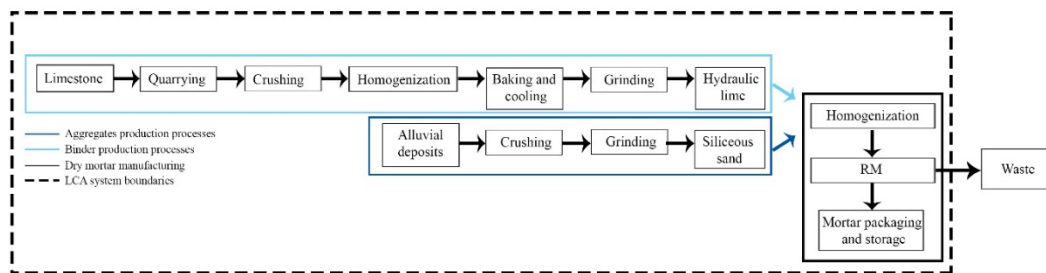 Limestone
Quarrying
Crushing
Homogenization
Baking and
cooling
Grinding
Hydraulic
lime
Alluvial
deposits
Crushing
Grinding
Siliceous
sand
Aggregates production processes
Binder production processes
Dry mortar manufacturing
LCA system boundaries
Homogenization
RM
Mortar packaging
and storage
Waste